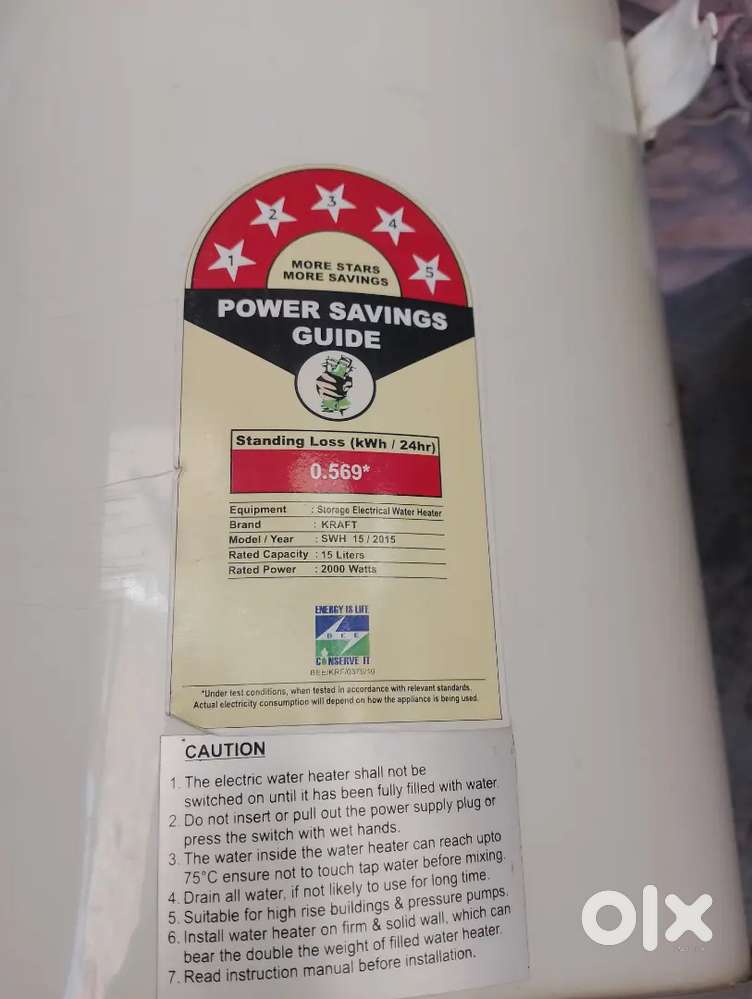 1 2 3 4 5
MORE STARS
MORE SAVINGS
POWER SAVINGS
GUIDE
Standing Loss (kWh / 24hr)
0.569*
Equipment : Storage Electrical Water Heater
Brand : KRAFT
Model / Year : SWH 15 / 2015
Rated Capacity : 15 Liters
Rated Power : 2000 Watts
ENERGY IS LIFE
BEE
CONSERVE IT
*Under test conditions, when tested in accordance with relevant standards.
Actual electricity consumption will depend on how the appliance is being used.
CAUTION
1. The electric water heater shall not be
switched on until it has been fully filled with water.
2. Do not insert or pull out the power supply plug or
press the switch with wet hands.
3. The water inside the water heater can reach upto
75°C ensure not to touch tap water before mixing.
4. Drain all water, if not likely to use for long time.
5. Suitable for high rise buildings & pressure pumps.
6. Install water heater on firm & solid wall, which can
bear the double the weight of filled water heater.
7. Read instruction manual before installation.
olx